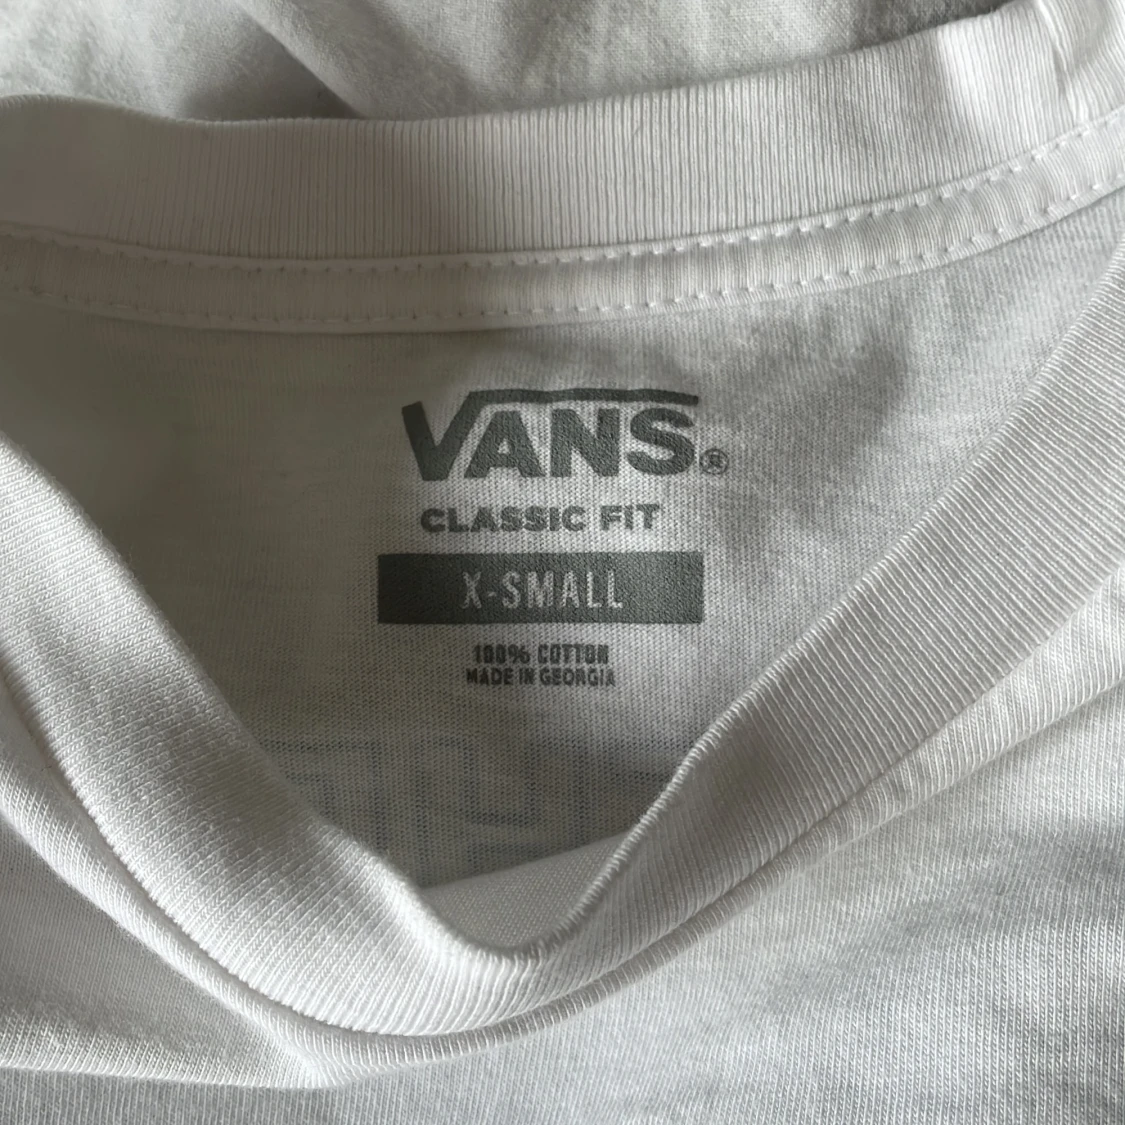 VANS®
CLASSIC FIT
X-SMALL
100% COTTON
MADE IN GEORGIA